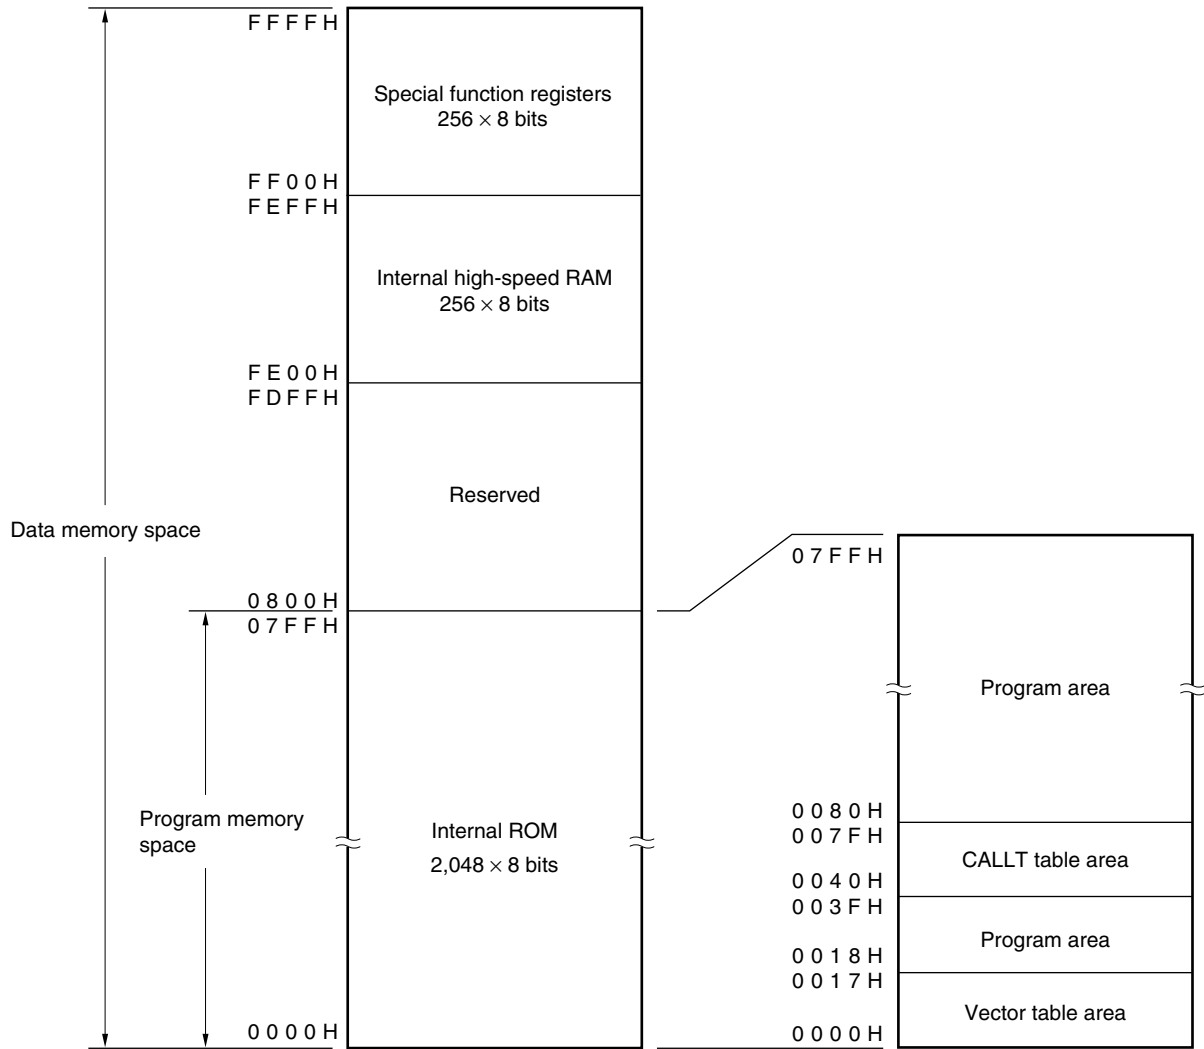 FFFFH
Special function registers
256 × 8 bits
FF00H
FEFFH
Internal high-speed RAM
256 × 8 bits
FE00H
FDFFH
Reserved
Data memory space
0800H
07FFH
Program memory
space
Internal ROM
2,048 × 8 bits
0000H
07FFH
Program area
0080H
007FH
CALLT table area
0040H
003FH
Program area
0018H
0017H
Vector table area
0000H